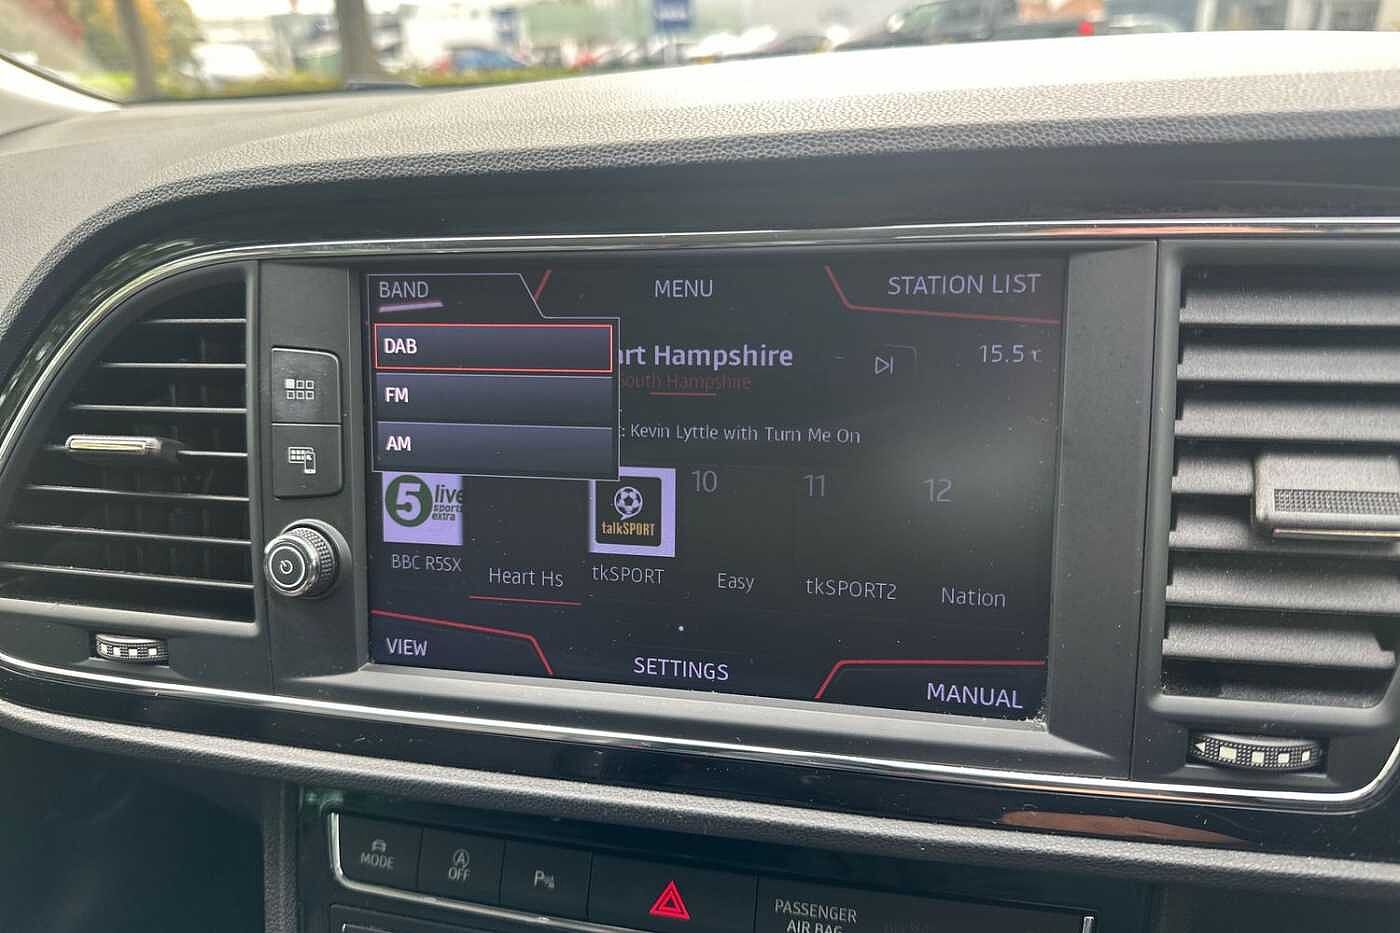 BAND
MENU
STATION LIST
DAB
FM
AM
art Hampshire
South Hampshire
15.5 °C
: Kevin Lyttle with Turn Me On
5 live
sports
extra
talkSPORT
10
11
12
BBC R5SX
Heart Hs
tkSPORT
Easy
tkSPORT2
Nation
VIEW
SETTINGS
MANUAL
MODE
A
OFF
P
PASSENGER
AIR BAG